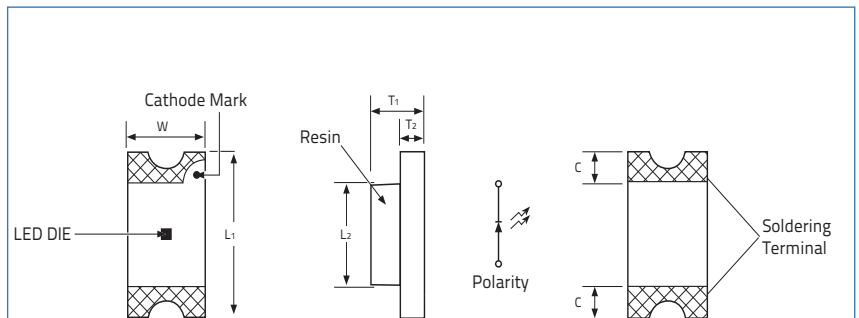 Cathode Mark
W
LED DIE
L1
T1
T2
Resin
L2
Polarity
C
C
Soldering
Terminal